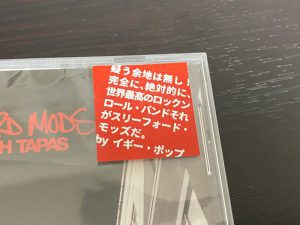 疑う余地は無し!
完全に、絶対的に、
世界最高のロックン
ロール・バンドそれ
がスリーフォード・
モッズだ。
by イギー・ポップ
RD MODS
H TAPAS